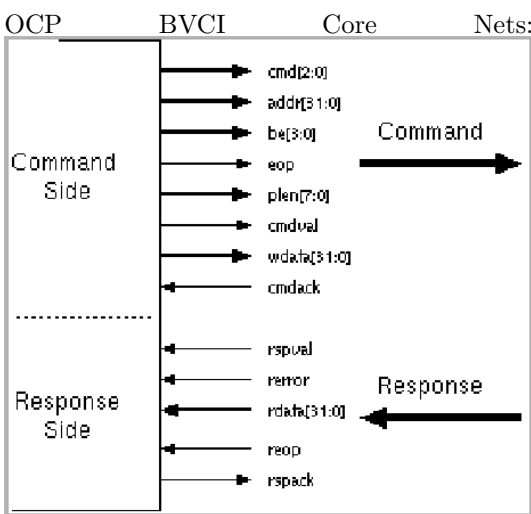 OCP BVCI Core Nets:
cmd[2:0]
addr[31:0]
be[3:0]
Command
Command
Side
eop
plen[7:0]
cmdval
wdata[31:0]
cmdack
rspval
rerror
Response
Side
rdata[31:0]
Response
reop
rspack